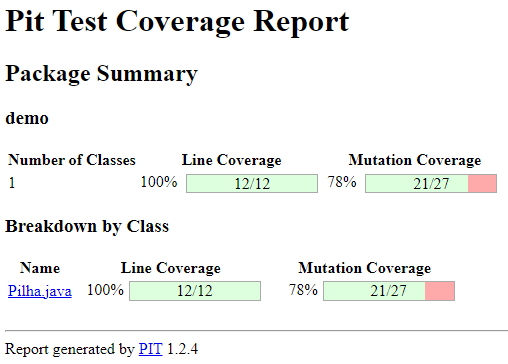 Pit Test Coverage Report
Package Summary
demo
Number of Classes Line Coverage Mutation Coverage
1 100% 12/12 78% 21/27
Breakdown by Class
Name Line Coverage Mutation Coverage
Pilha.java 100% 12/12 78% 21/27
Report generated by PIT 1.2.4